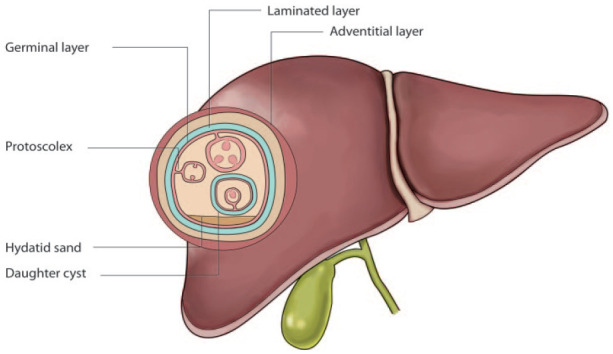 Laminated layer
Adventitial layer
Germinal layer
Protoscolex
Hydatid sand
Daughter cyst